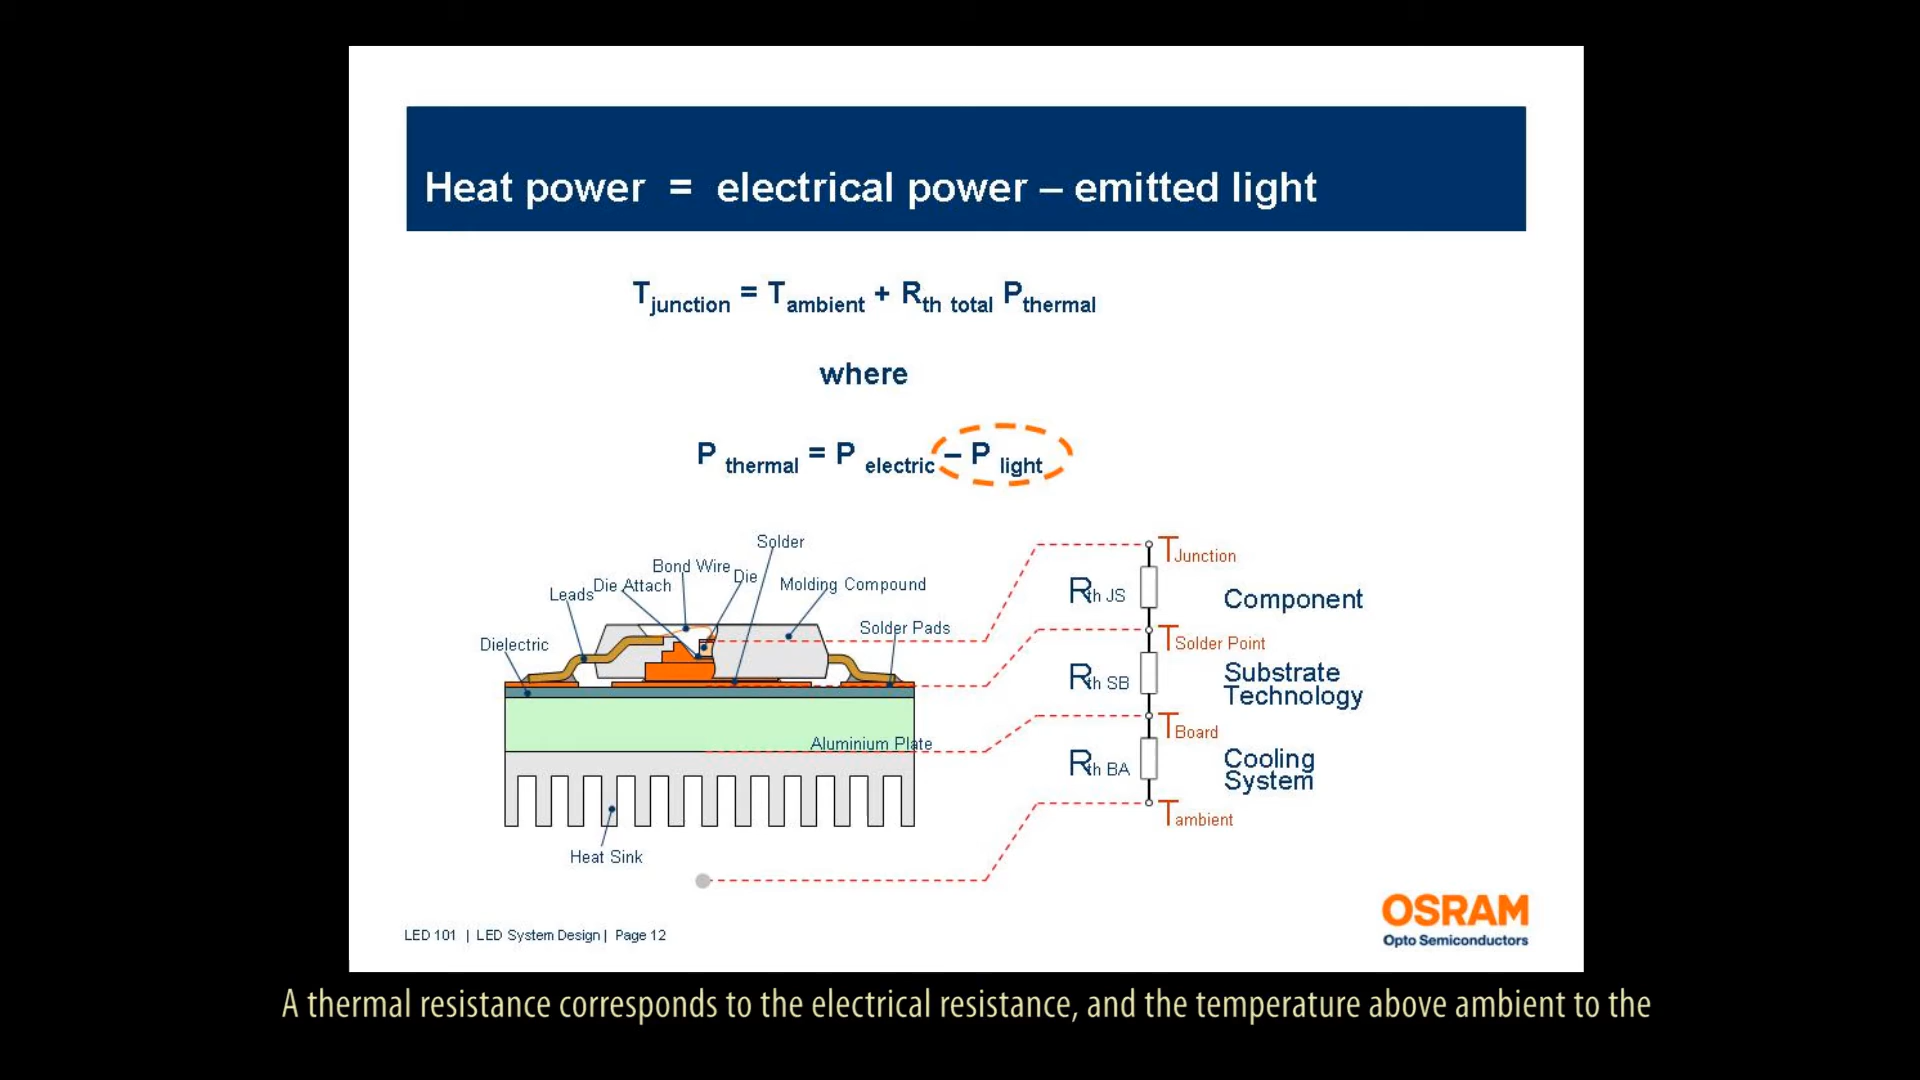 Heat power = electrical power – emitted light
Tjunction = Tambient + Rth total Pthermal
where
P thermal = P electric – P light
Solder
Bond Wire
Die
Die Attach
Molding Compound
Leads
Solder Pads
Dielectric
Aluminium Plate
Heat Sink
TJunction
Rth JS
Component
TSolder Point
Rth SB
Substrate
Technology
TBoard
Rth BA
Cooling
System
Tambient
LED 101 | LED System Design | Page 12
OSRAM
Opto Semiconductors
A thermal resistance corresponds to the electrical resistance, and the temperature above ambient to the